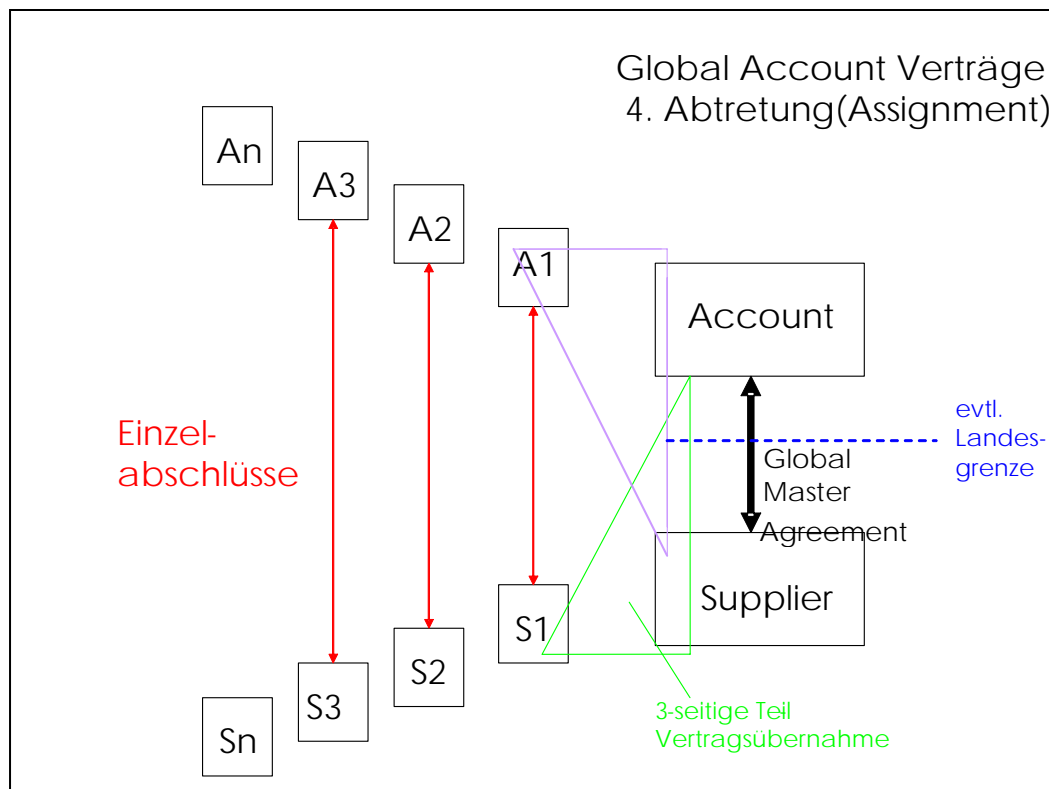 Global Account Verträge
4. Abtretung(Assignment)
An
A3
A2
A1
Account
Einzel-
abschlüsse
evtl.
Landes-
grenze
Global
Master
Agreement
Supplier
S1
S2
S3
Sn
3-seitige Teil
Vertragsübernahme